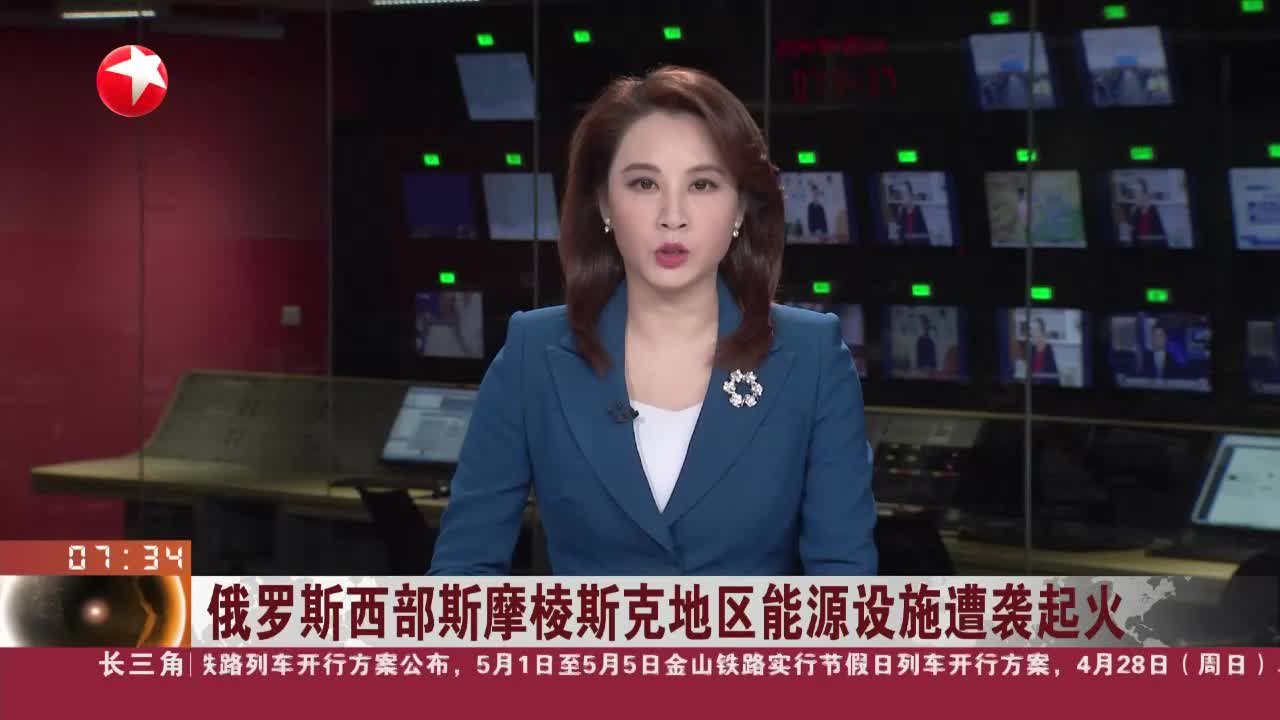 07:34
俄罗斯西部斯摩棱斯克地区能源设施遭袭起火
长三角 铁路列车开行方案公布，5月1日至5月5日金山铁路实行节假日列车开行方案，4月28日（周日）